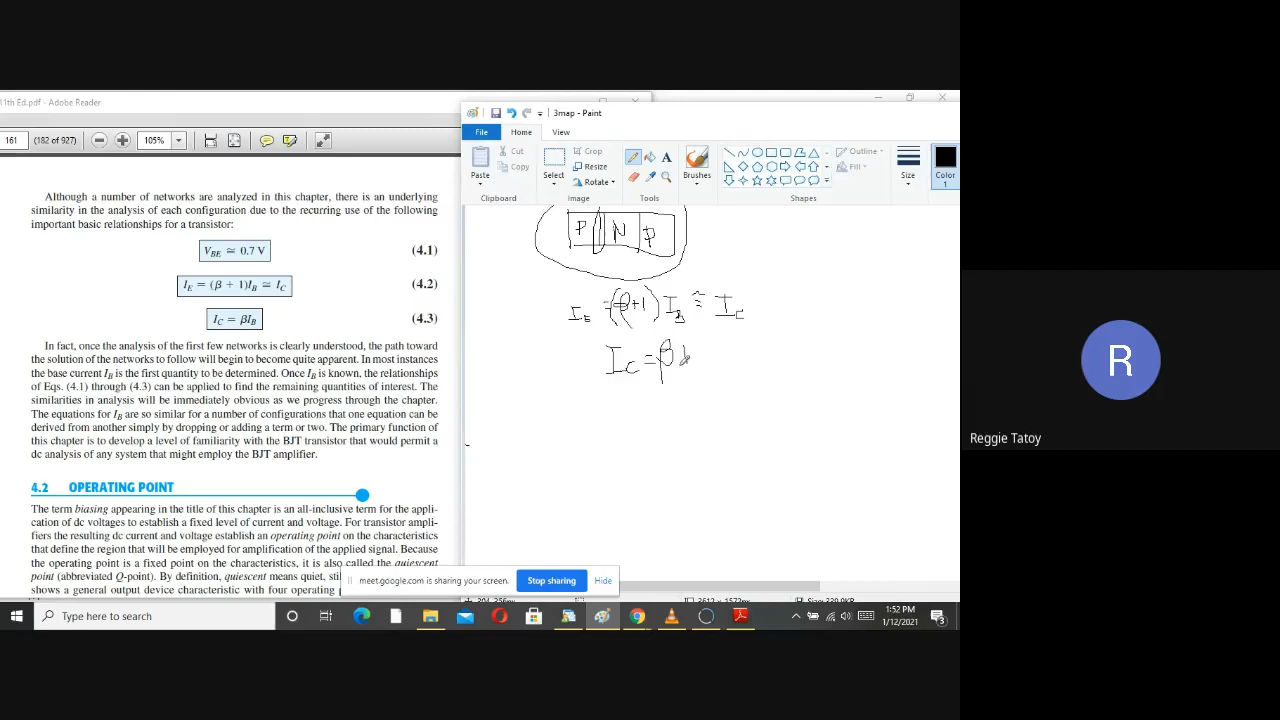 11th Ed.pdf - Adobe Reader
161 (182 of 927) 105%
Although a number of networks are analyzed in this chapter, there is an underlying
similarity in the analysis of each configuration due to the recurring use of the following
important basic relationships for a transistor:
V_BE ≅ 0.7 V (4.1)
I_E = (β + 1)I_B ≅ I_C (4.2)
I_C = βI_B (4.3)
In fact, once the analysis of the first few networks is clearly understood, the path toward
the solution of the networks to follow will begin to become quite apparent. In most instances
the base current I_B is the first quantity to be determined. Once I_B is known, the relationships
of Eqs. (4.1) through (4.3) can be applied to find the remaining quantities of interest. The
similarities in analysis will be immediately obvious as we progress through the chapter.
The equations for I_B are so similar for a number of configurations that one equation can be
derived from another simply by dropping or adding a term or two. The primary function of
this chapter is to develop a level of familiarity with the BJT transistor that would permit a
dc analysis of any system that might employ the BJT amplifier.
4.2 OPERATING POINT
The term biasing appearing in the title of this chapter is an all-inclusive term for the appli-
cation of dc voltages to establish a fixed level of current and voltage. For transistor ampli-
fiers the resulting dc current and voltage establish an operating point on the characteristics
that define the region that will be employed for amplification of the applied signal. Because
the operating point is a fixed point on the characteristics, it is also called the quiescent
point (abbreviated Q-point). By definition, quiescent means quiet,
shows a general output device characteristic with four operating
3map - Paint
File Home View
Paste
Cut
Copy
Clipboard
Select
Crop
Resize
Rotate
Image
Tools
Brushes
Shapes
Outline
Fill
Size
Color
1
P N P
I_E = (β+1) I_B ≅ I_C
I_C = β
meet.google.com is sharing your screen. Stop sharing Hide
Type here to search
1:52 PM
1/12/2021
3
R
Reggie Tatoy